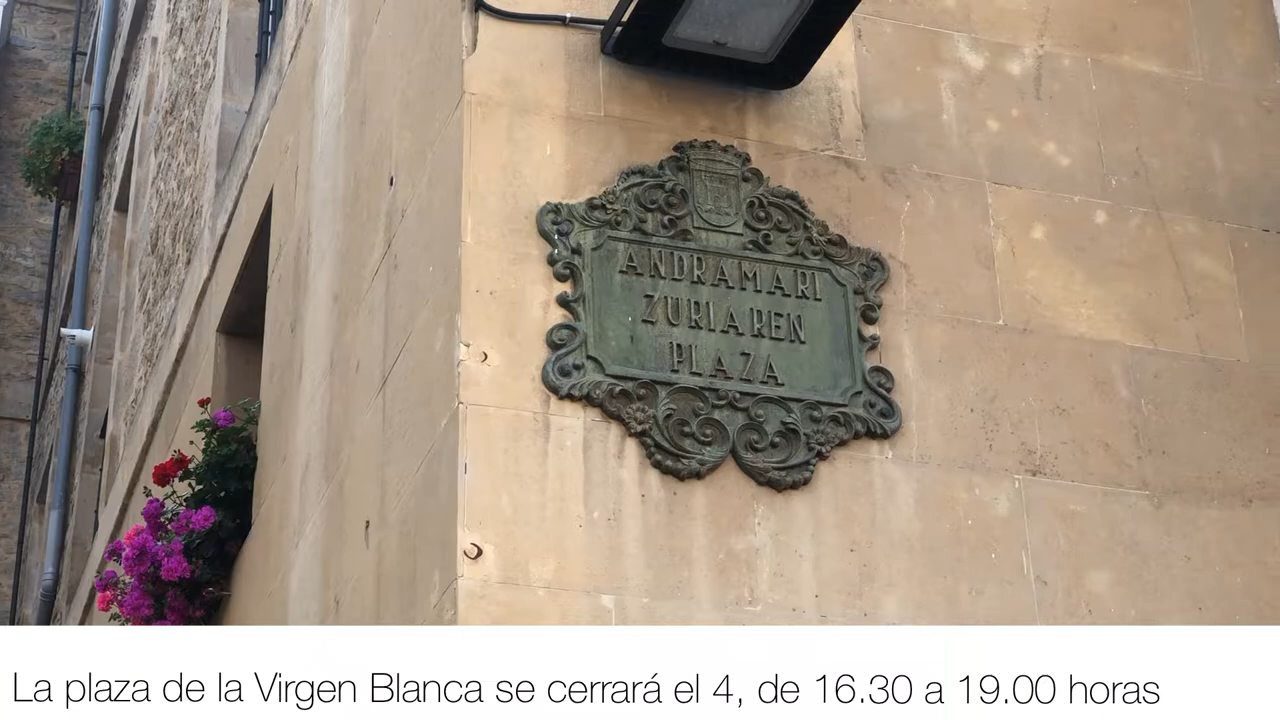 ANDRAMARI
ZURIAREN
PLAZA
La plaza de la Virgen Blanca se cerrará el 4, de 16.30 a 19.00 horas